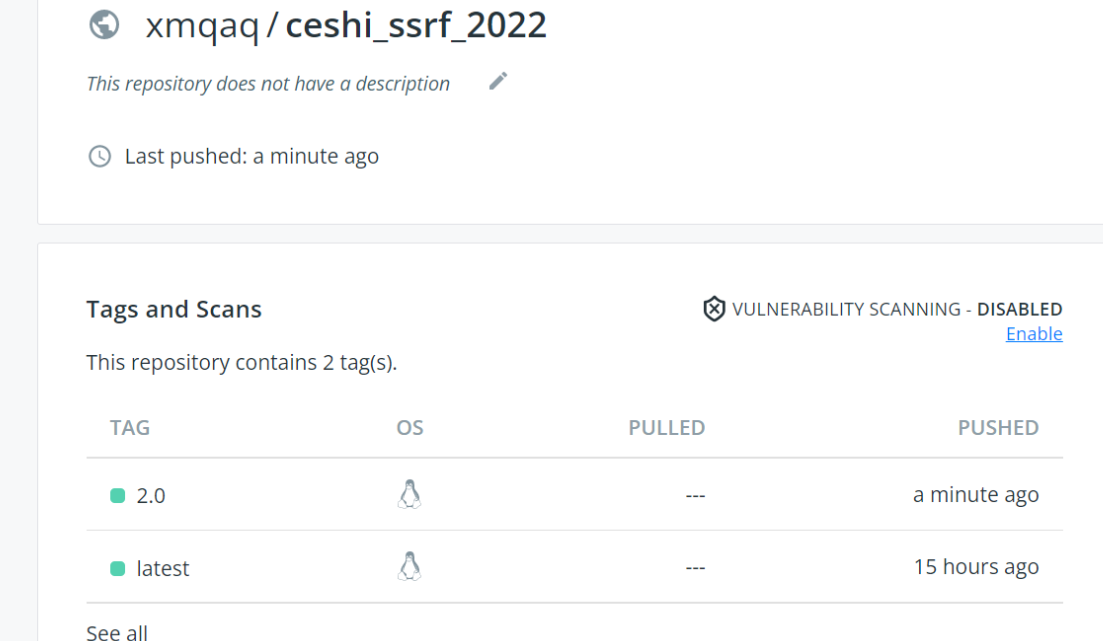 xmqaq / ceshi_ssrf_2022
This repository does not have a description
Last pushed: a minute ago
Tags and Scans
VULNERABILITY SCANNING - DISABLED
Enable
This repository contains 2 tag(s).
TAG OS PULLED PUSHED
2.0 --- a minute ago
latest --- 15 hours ago
See all